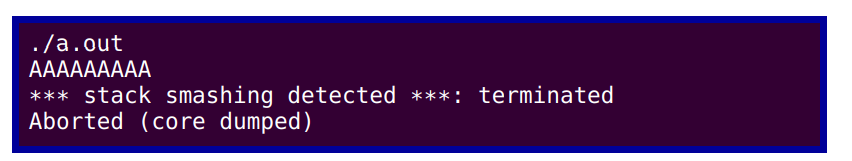 ./a.out
AAAAAAAAA
*** stack smashing detected ***: terminated
Aborted (core dumped)